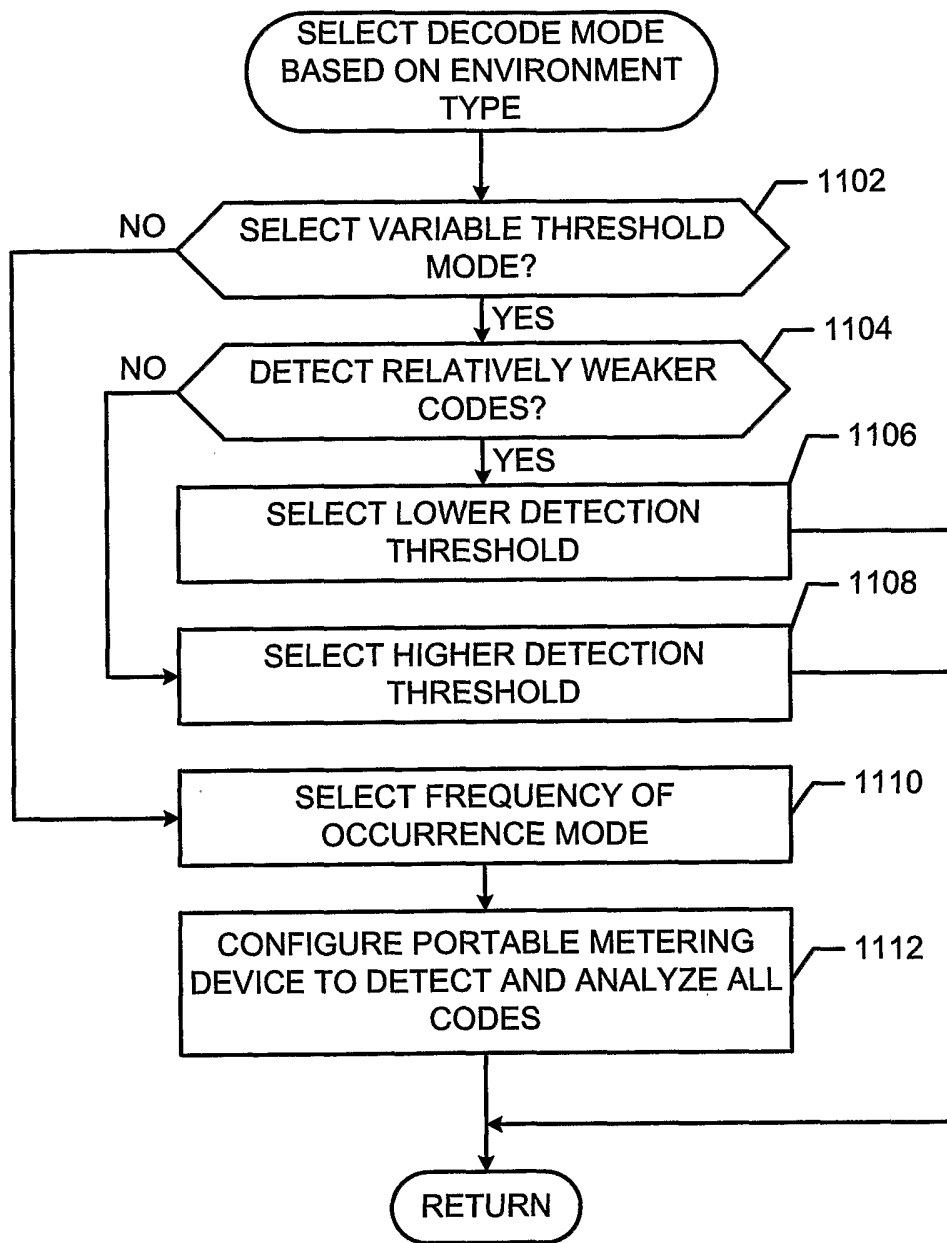 SELECT DECODE MODE
BASED ON ENVIRONMENT
TYPE
1102
NO
SELECT VARIABLE THRESHOLD
MODE?
YES
1104
NO
DETECT RELATIVELY WEAKER
CODES?
YES
1106
SELECT LOWER DETECTION
THRESHOLD
1108
SELECT HIGHER DETECTION
THRESHOLD
1110
SELECT FREQUENCY OF
OCCURRENCE MODE
1112
CONFIGURE PORTABLE METERING
DEVICE TO DETECT AND ANALYZE ALL
CODES
RETURN